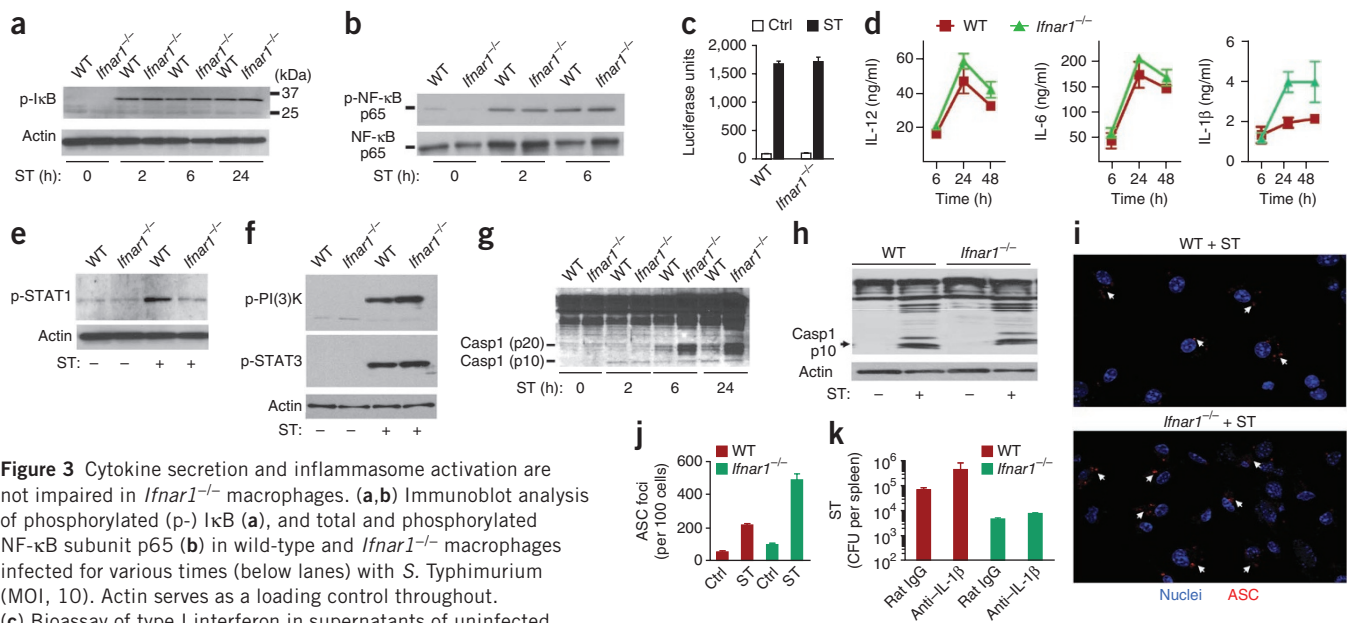 a
WT
Ifnar1–/–
WT
Ifnar1–/–
WT
Ifnar1–/–
WT
Ifnar1–/–
(kDa)
p-IκB
37
25
Actin
ST (h): 0 2 6 24
b
WT
Ifnar1–/–
WT
Ifnar1–/–
WT
Ifnar1–/–
p-NF-κB
p65
NF-κB
p65
ST (h): 0 2 6
c
Ctrl ST
2,000
1,500
1,000
500
0
Luciferase units
WT
Ifnar1–/–
d
WT Ifnar1–/–
60
40
20
IL-12 (ng/ml)
6 24 48
Time (h)
200
150
100
50
IL-6 (ng/ml)
6 24 48
Time (h)
6
4
2
0
IL-1β (ng/ml)
6 24 48
Time (h)
e
WT
Ifnar1–/–
WT
Ifnar1–/–
p-STAT1
Actin
ST: – – + +
f
WT
Ifnar1–/–
WT
Ifnar1–/–
p-PI(3)K
p-STAT3
Actin
ST: – – + +
g
WT
Ifnar1–/–
WT
Ifnar1–/–
WT
Ifnar1–/–
WT
Ifnar1–/–
Casp1 (p20)
Casp1 (p10)
ST (h): 0 2 6 24
h
WT Ifnar1–/–
Casp1
p10
Actin
ST: – + – +
i
WT + ST
Ifnar1–/– + ST
Nuclei ASC
j
WT
Ifnar1–/–
600
400
200
0
ASC foci
(per 100 cells)
Ctrl
ST
Ctrl
ST
k
WT
Ifnar1–/–
10⁶
10⁵
10⁴
10³
10²
ST
(CFU per spleen)
Rat IgG
Anti–IL-1β
Rat IgG
Anti–IL-1β
Figure 3 Cytokine secretion and inflammasome activation are
not impaired in Ifnar1–/– macrophages. (a,b) Immunoblot analysis
of phosphorylated (p-) IκB (a), and total and phosphorylated
NF-κB subunit p65 (b) in wild-type and Ifnar1–/– macrophages
infected for various times (below lanes) with S. Typhimurium
(MOI, 10). Actin serves as a loading control throughout.
(c) Bioassay of type I interferon in supernatants of uninfected